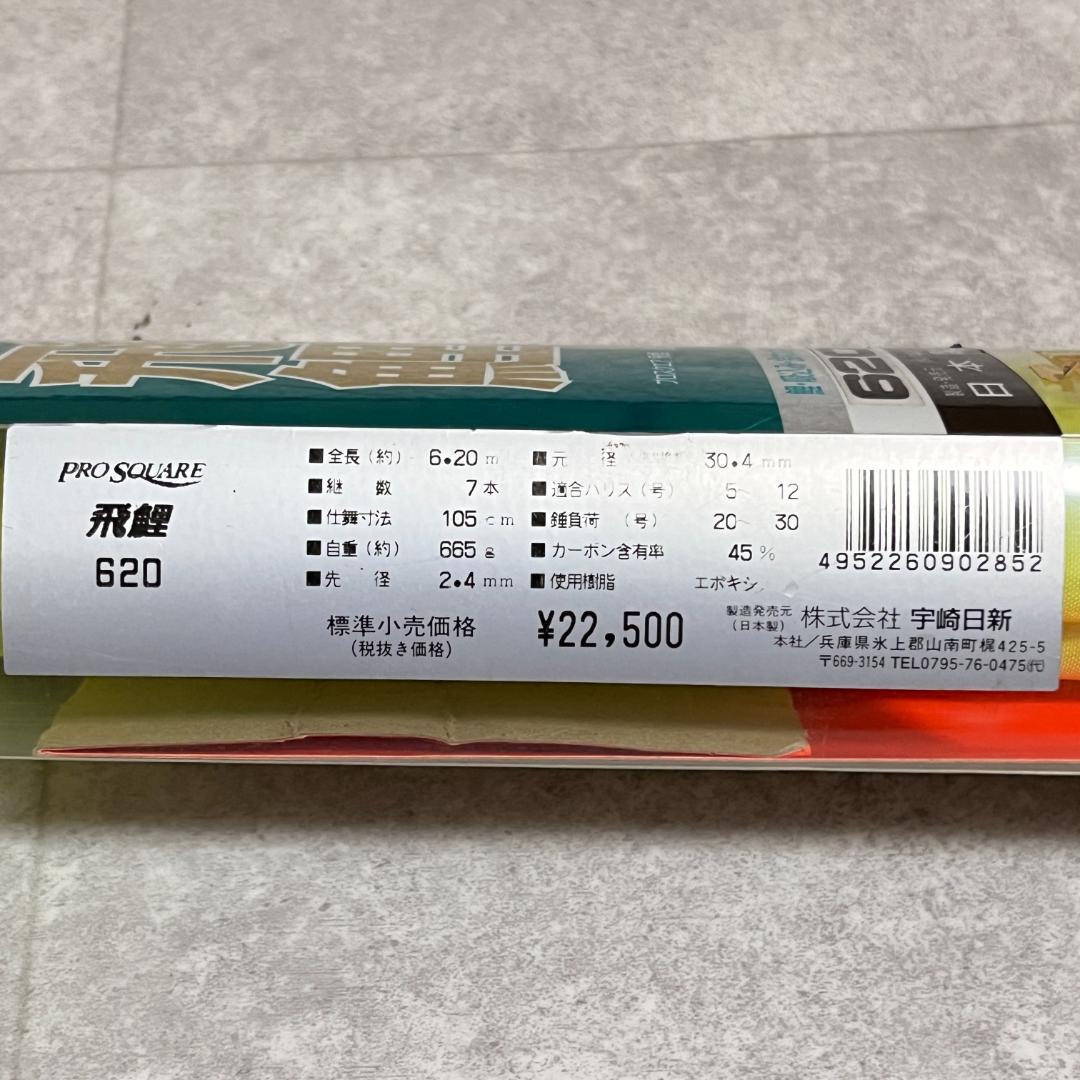 620
日本
PRO SQUARE
飛鯉
620
■全長(約) 6.20 m
■継 数 7本
■仕舞寸法 105 cm
■自重(約) 665 g
■先 径 2.4 mm
■元 径 30.4 mm
■適合ハリス(号) 5~ 12
■錘負荷 (号) 20~ 30
■カーボン含有率 45 %
■使用樹脂 エポキシ
標準小売価格
(税抜き価格)
¥22,500
4952260902852
製造発売元
(日本製)
株式会社 宇崎日新
本社/兵庫県氷上郡山南町梶425-5
〒669-3154 TEL0795-76-0475㈹